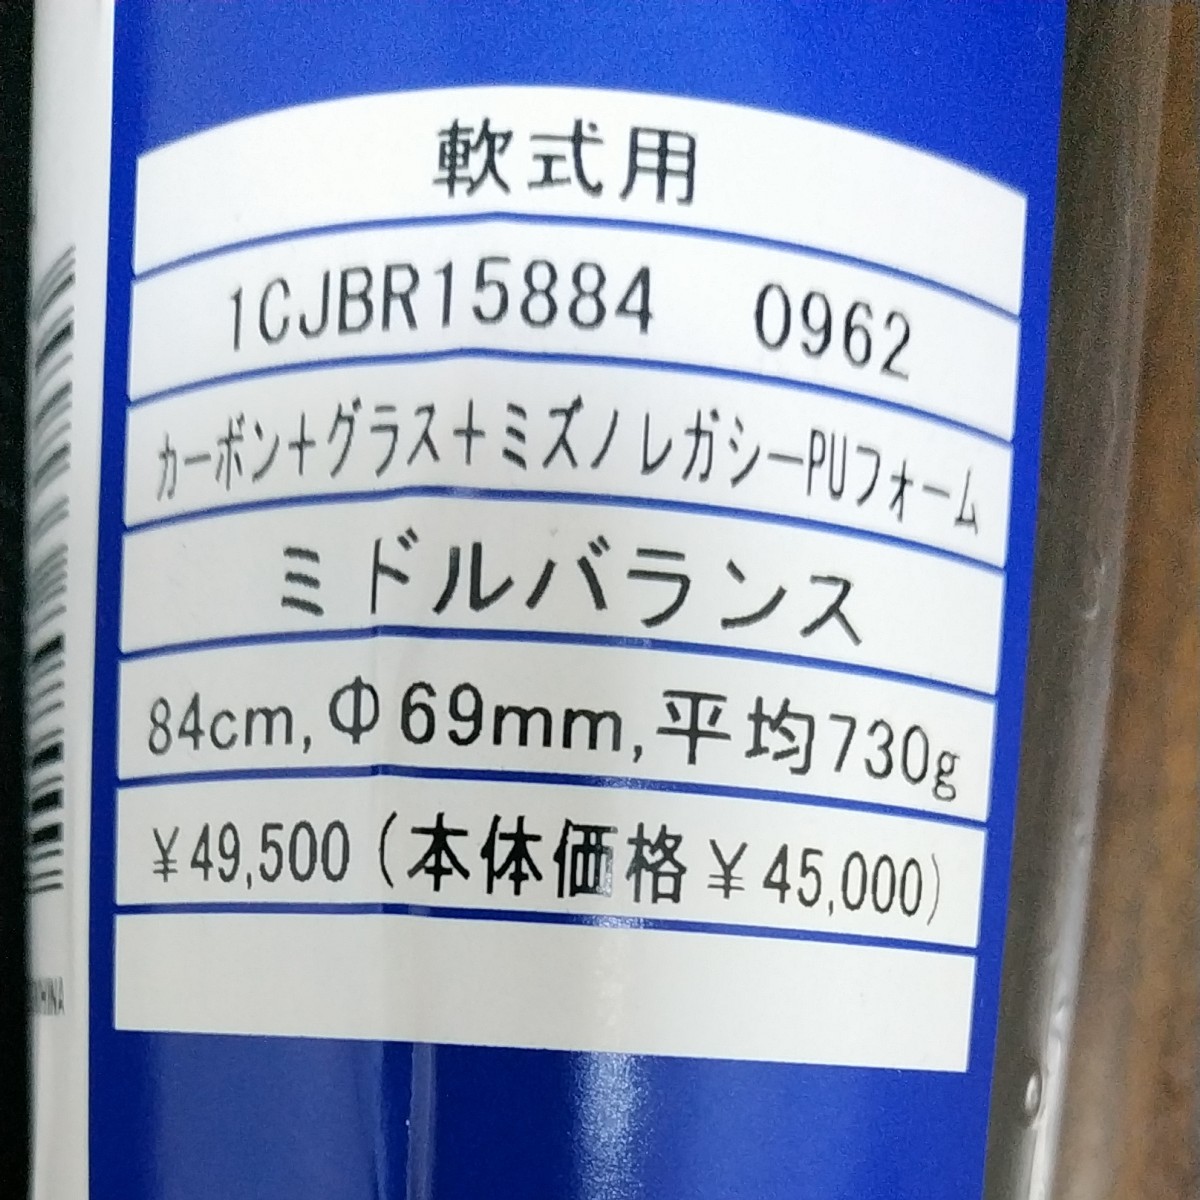 軟式用
1CJBR15884 0962
カーボン+グラス+ミズノレガシーPUフォーム
ミドルバランス
84cm,Φ69mm,平均730g
¥49,500(本体価格¥45,000)